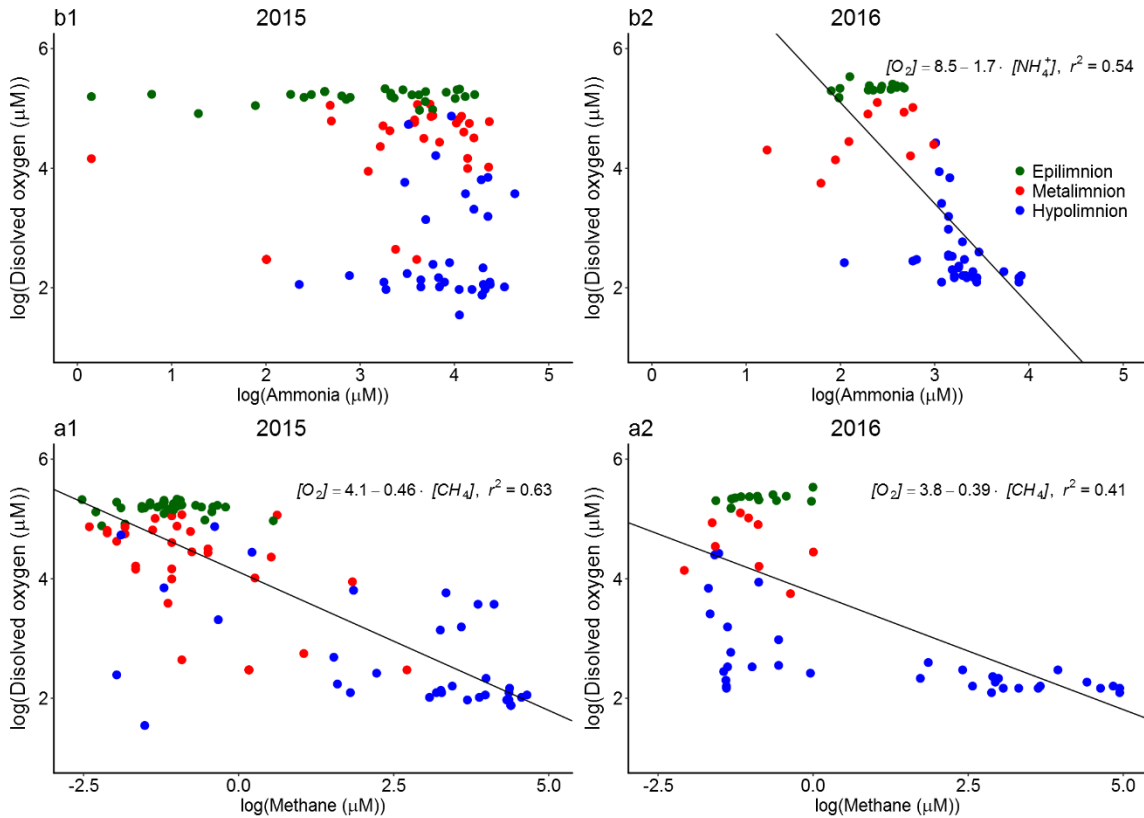 b1 2015
b2 2016
6
4
2
log(Disolved oxygen (μM))
0 1 2 3 4 5
log(Ammonia (μM))
6
4
2
log(Disolved oxygen (μM))
[O₂] = 8.5 − 1.7 · [NH₄⁺], r² = 0.54
Epilimnion
Metalimnion
Hypolimnion
0 1 2 3 4 5
log(Ammonia (μM))
a1 2015
a2 2016
6
4
2
log(Disolved oxygen (μM))
[O₂] = 4.1 − 0.46 · [CH₄], r² = 0.63
-2.5 0.0 2.5 5.0
log(Methane (μM))
6
4
2
log(Disolved oxygen (μM))
[O₂] = 3.8 − 0.39 · [CH₄], r² = 0.41
-2.5 0.0 2.5 5.0
log(Methane (μM))